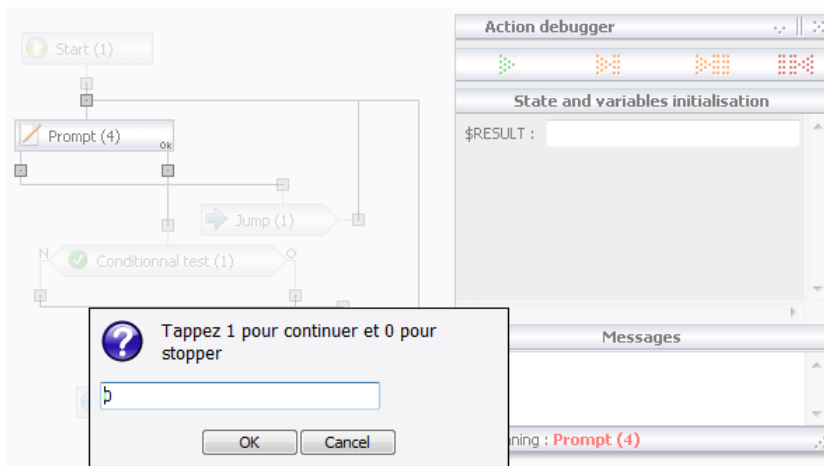 Action debugger
Start (1)
State and variables initialisation
Prompt (4)
Ok
$RESULT :
Jump (1)
N
O
Conditionnal test (1)
Tappez 1 pour continuer et 0 pour
stopper
Messages
OK
Cancel
ning : Prompt (4)